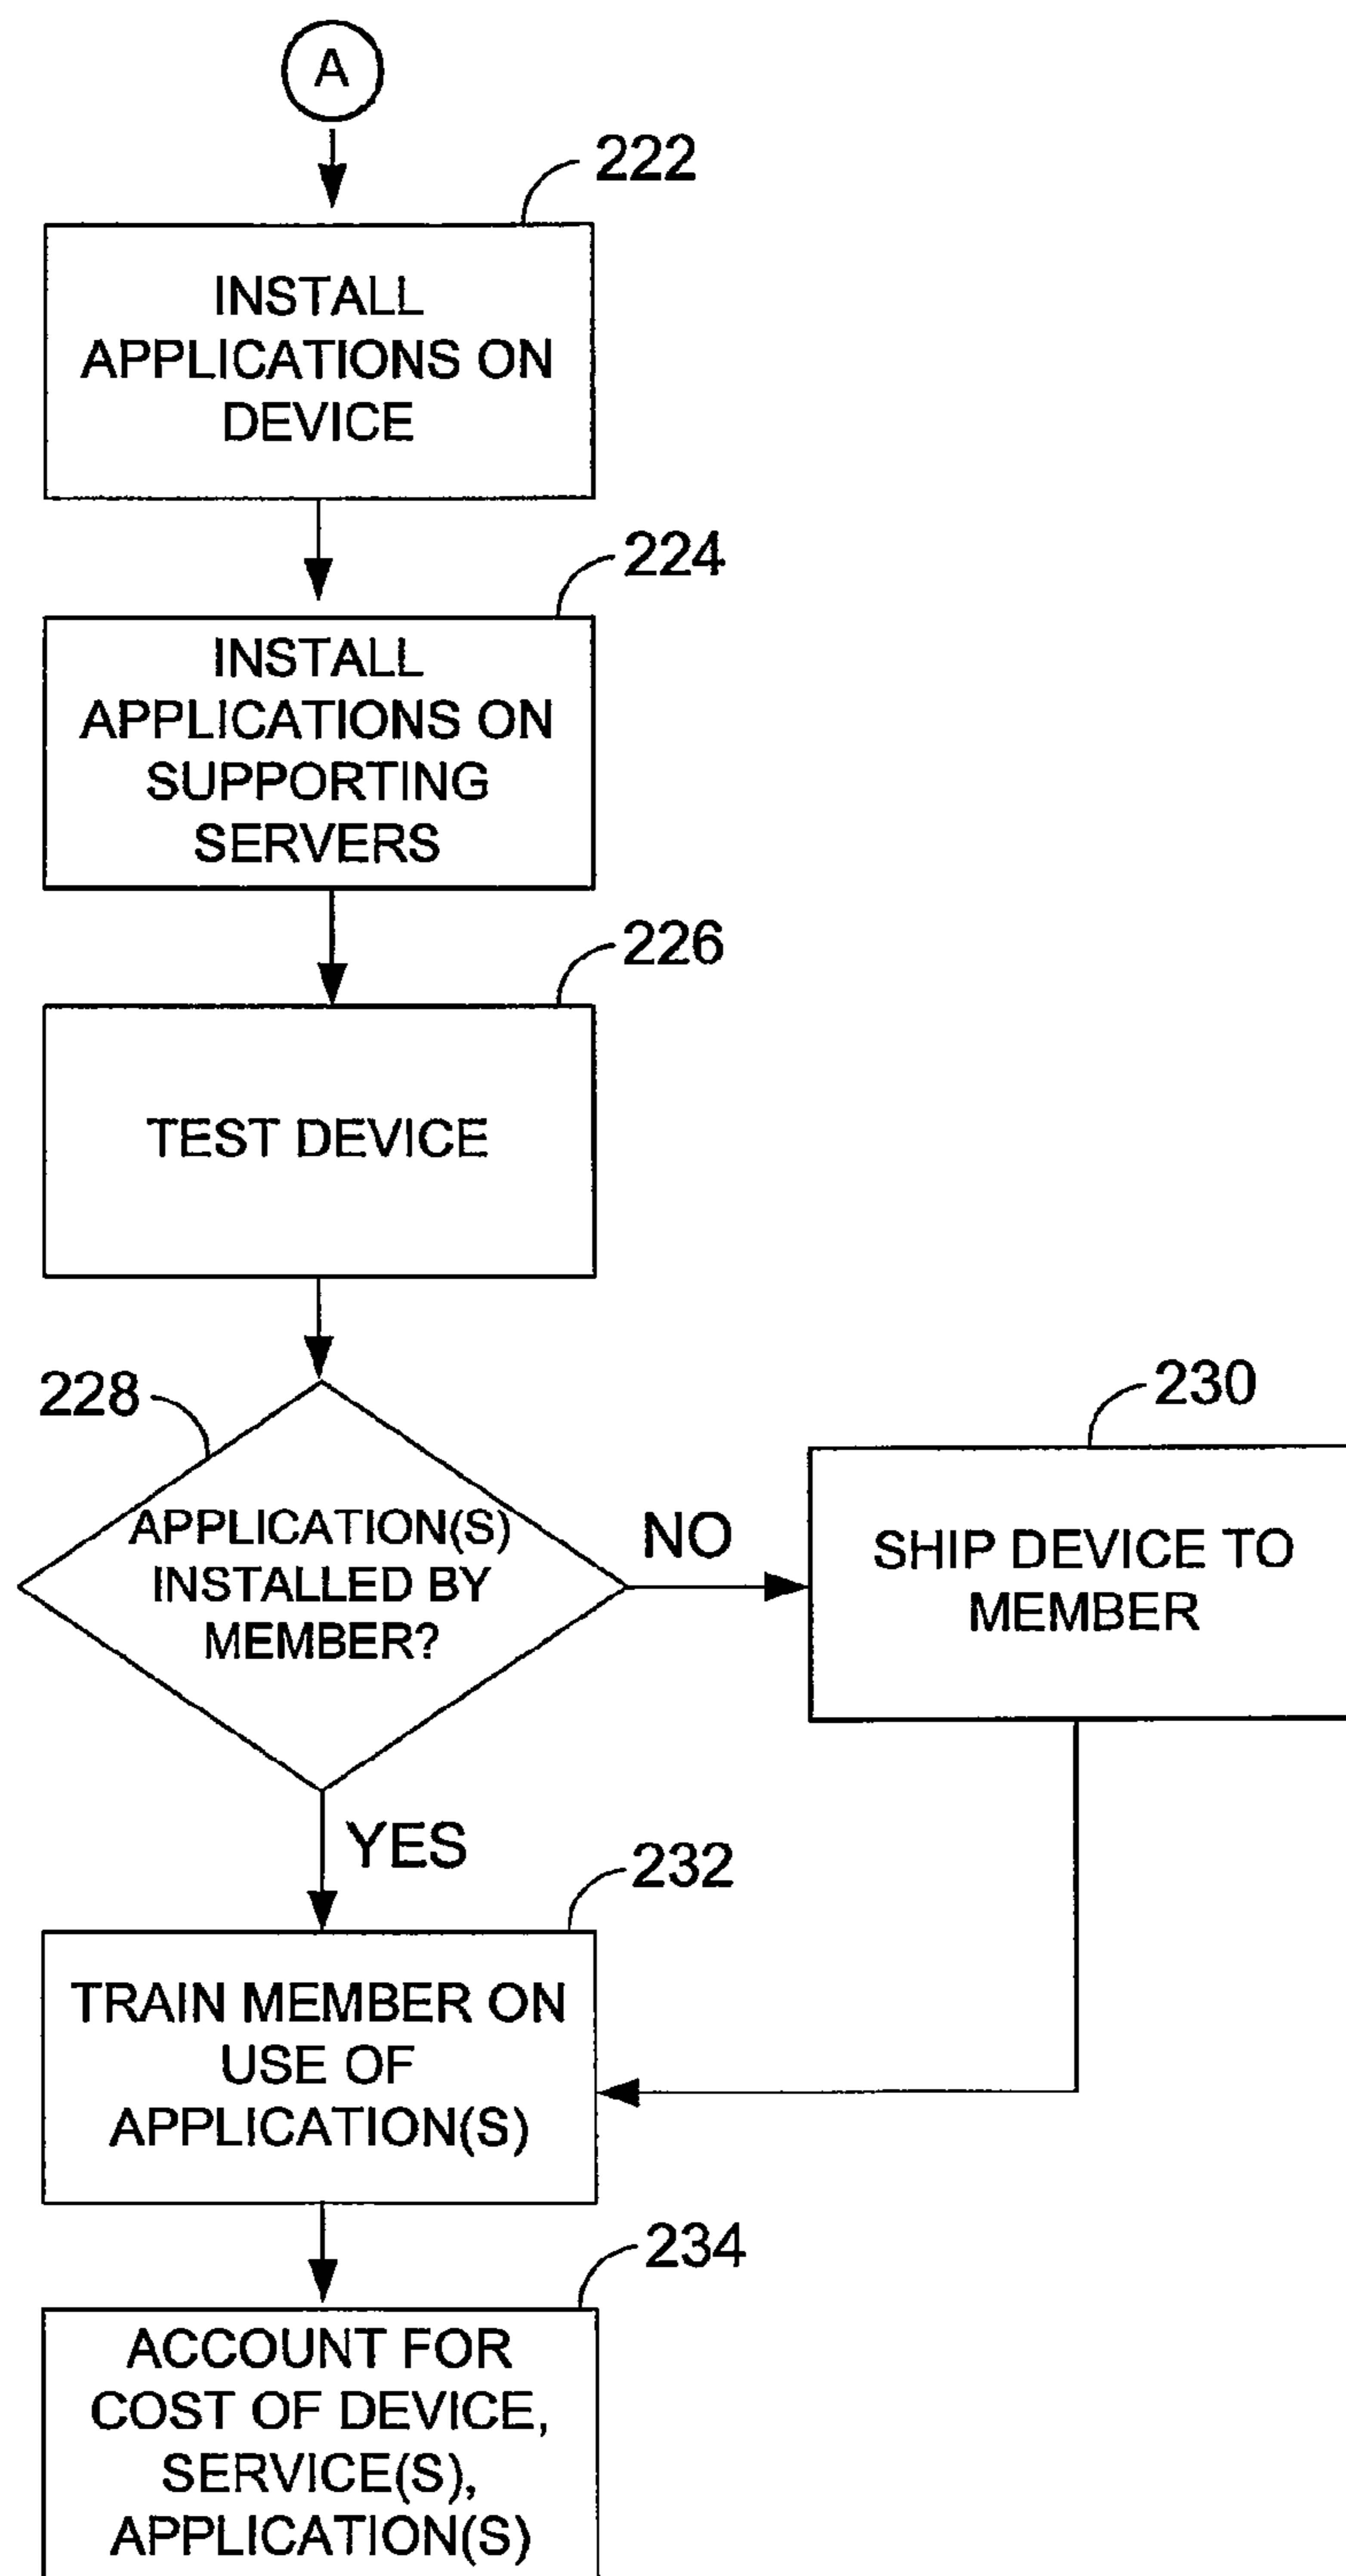 A
222
INSTALL
APPLICATIONS ON
DEVICE
224
INSTALL
APPLICATIONS ON
SUPPORTING
SERVERS
226
TEST DEVICE
228
APPLICATION(S)
INSTALLED BY
MEMBER?
NO
230
SHIP DEVICE TO
MEMBER
YES
232
TRAIN MEMBER ON
USE OF
APPLICATION(S)
234
ACCOUNT FOR
COST OF DEVICE,
SERVICE(S),
APPLICATION(S)